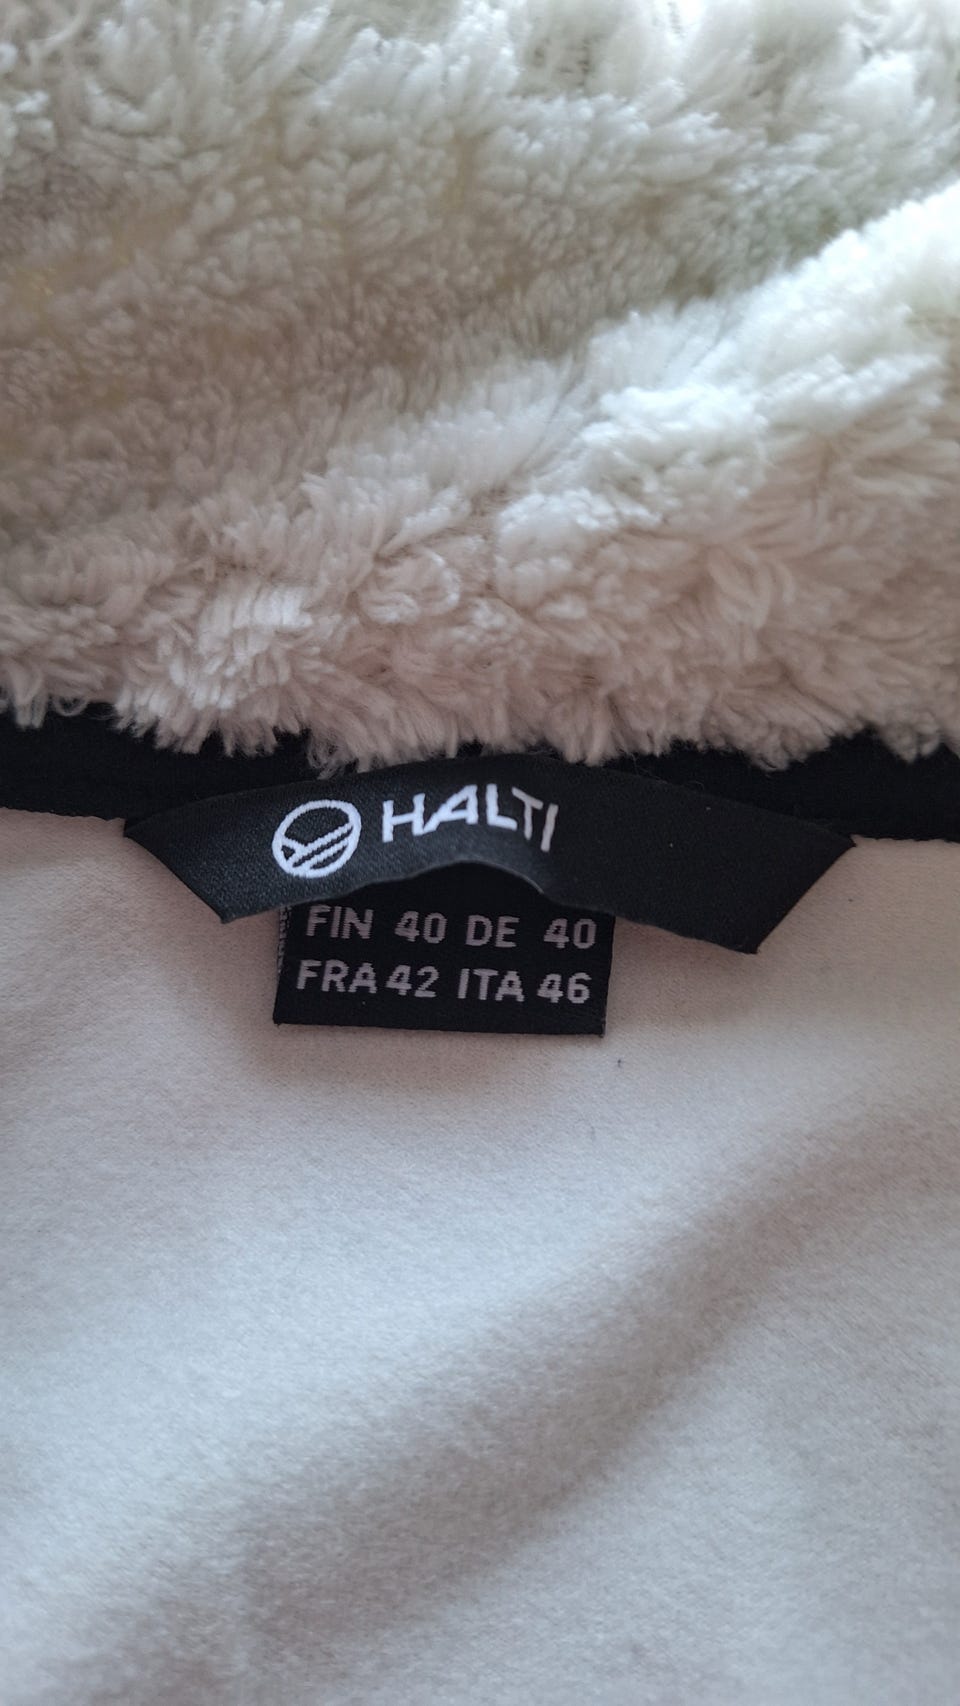 HALTI
FIN 40 DE 40
FRA 42 ITA 46